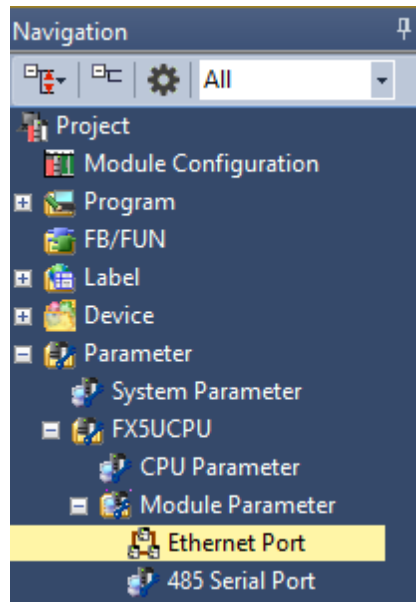 Navigation
All
Project
Module Configuration
Program
FB/FUN
Label
Device
Parameter
System Parameter
FX5UCPU
CPU Parameter
Module Parameter
Ethernet Port
485 Serial Port